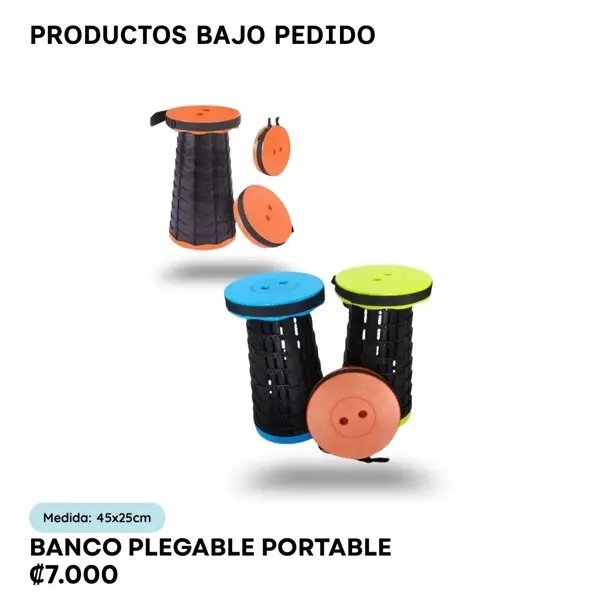 PRODUCTOS BAJO PEDIDO
Medida: 45x25cm
BANCO PLEGABLE PORTABLE
₡7.000